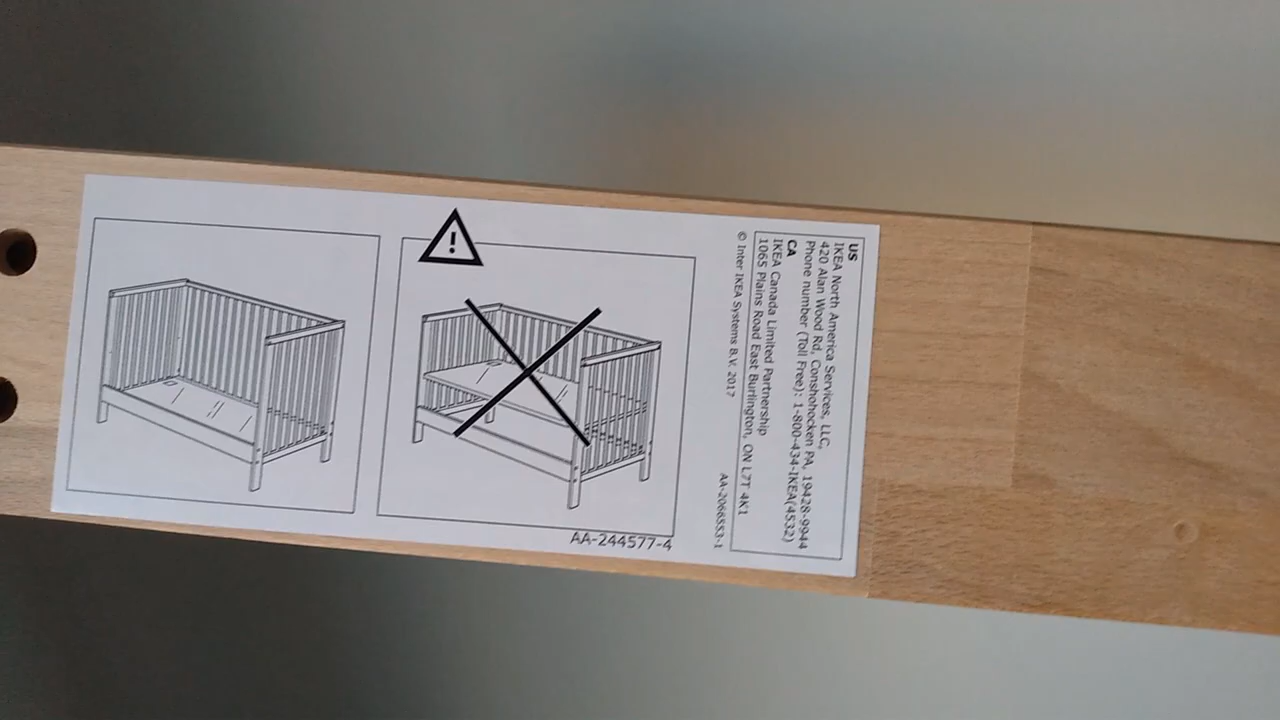 !
AA-244577-4
US
IKEA North America Services, LLC,
420 Alan Wood Rd, Conshohocken PA, 19428-9944
Phone number (Toll Free): 1-800-434-IKEA(4532)
CA
IKEA Canada Limited Partnership
1065 Plains Road East Burlington, ON L7T 4K1
© Inter IKEA Systems B.V. 2017
AA-2066553-1